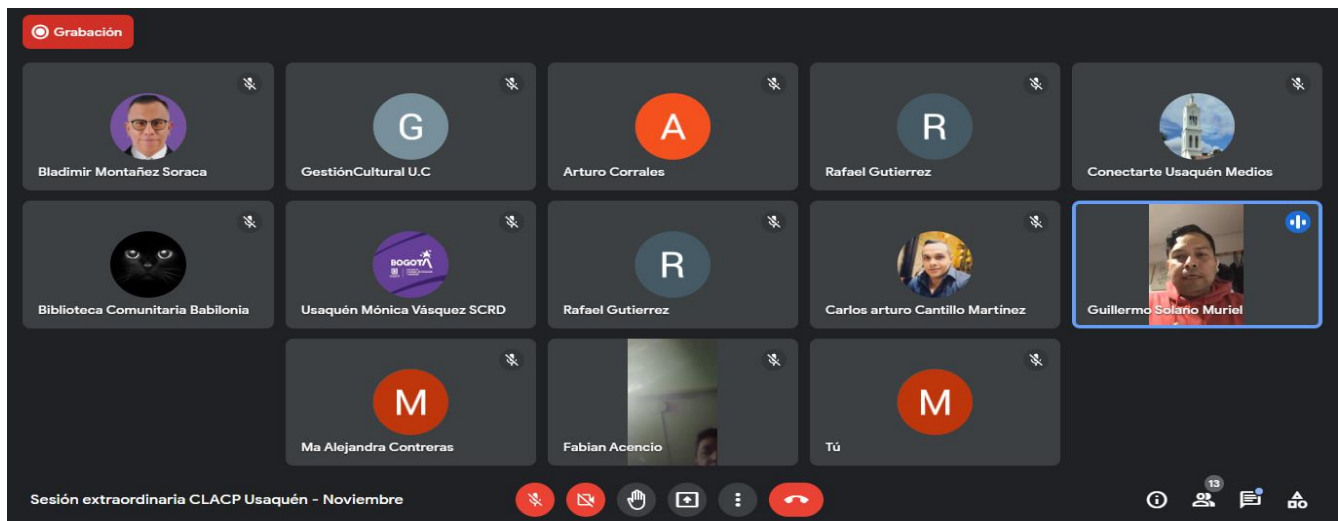 Grabación
Bladimir Montañez Soraca
G
GestiónCultural U.C
A
Arturo Corrales
R
Rafael Gutierrez
Conectarte Usaquén Medios
Biblioteca Comunitaria Babilonia
BOGOTÁ
Usaquén Mónica Vásquez SCRD
R
Rafael Gutierrez
Carlos arturo Cantillo Martínez
Guillermo Solaño Muriel
M
Ma Alejandra Contreras
Fabian Acencio
M
Tú
Sesión extraordinaria CLACP Usaquén - Noviembre
13